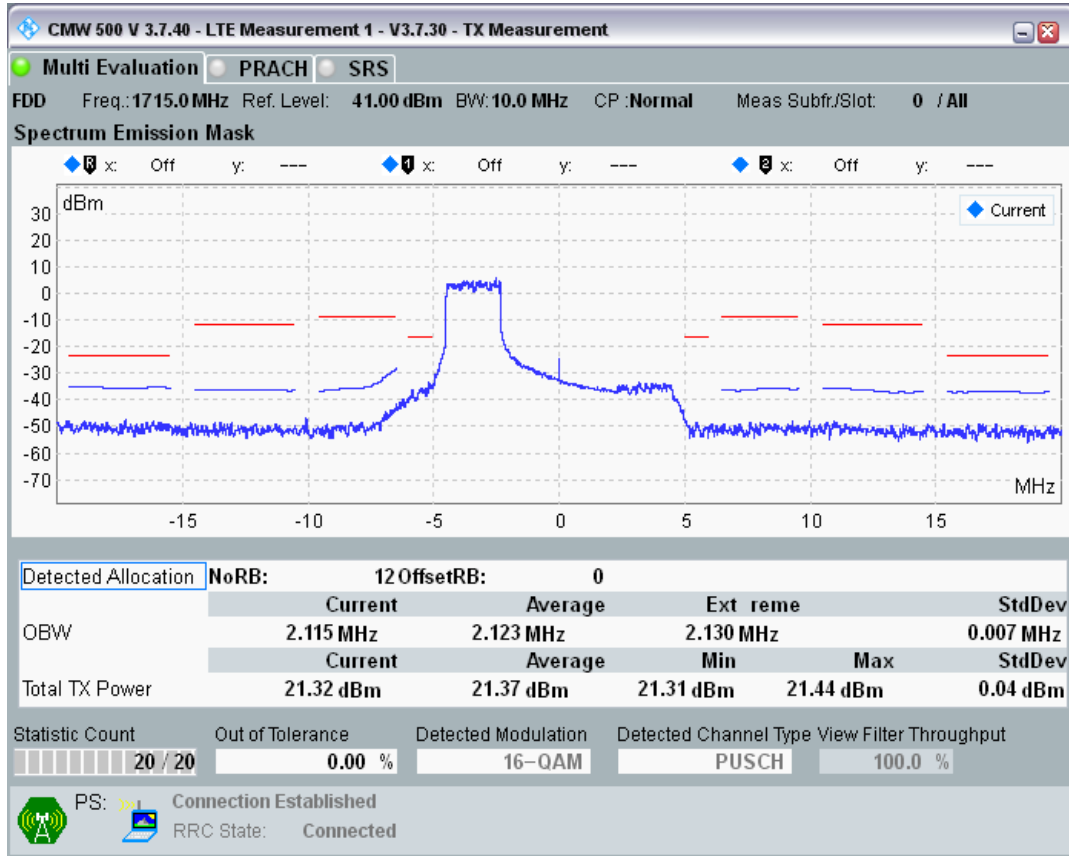 CMW 500 V 3.7.40 - LTE Measurement 1 - V3.7.30 - TX Measurement
Multi Evaluation PRACH SRS
FDD Freq.: 1715.0 MHz Ref. Level: 41.00 dBm BW: 10.0 MHz CP : Normal Meas Subfr./Slot: 0 / All
Spectrum Emission Mask
R x: Off y: --- 1 x: Off y: --- 2 x: Off y: ---
dBm
Current
30
20
10
0
-10
-20
-30
-40
-50
-60
-70
MHz
-15 -10 -5 0 5 10 15
Detected Allocation NoRB: 12 OffsetRB: 0
Current Average Ext reme StdDev
OBW 2.115 MHz 2.123 MHz 2.130 MHz 0.007 MHz
Current Average Min Max StdDev
Total TX Power 21.32 dBm 21.37 dBm 21.31 dBm 21.44 dBm 0.04 dBm
Statistic Count Out of Tolerance Detected Modulation Detected Channel Type View Filter Throughput
20 / 20 0.00 % 16-QAM PUSCH 100.0 %
PS: Connection Established
RRC State: Connected